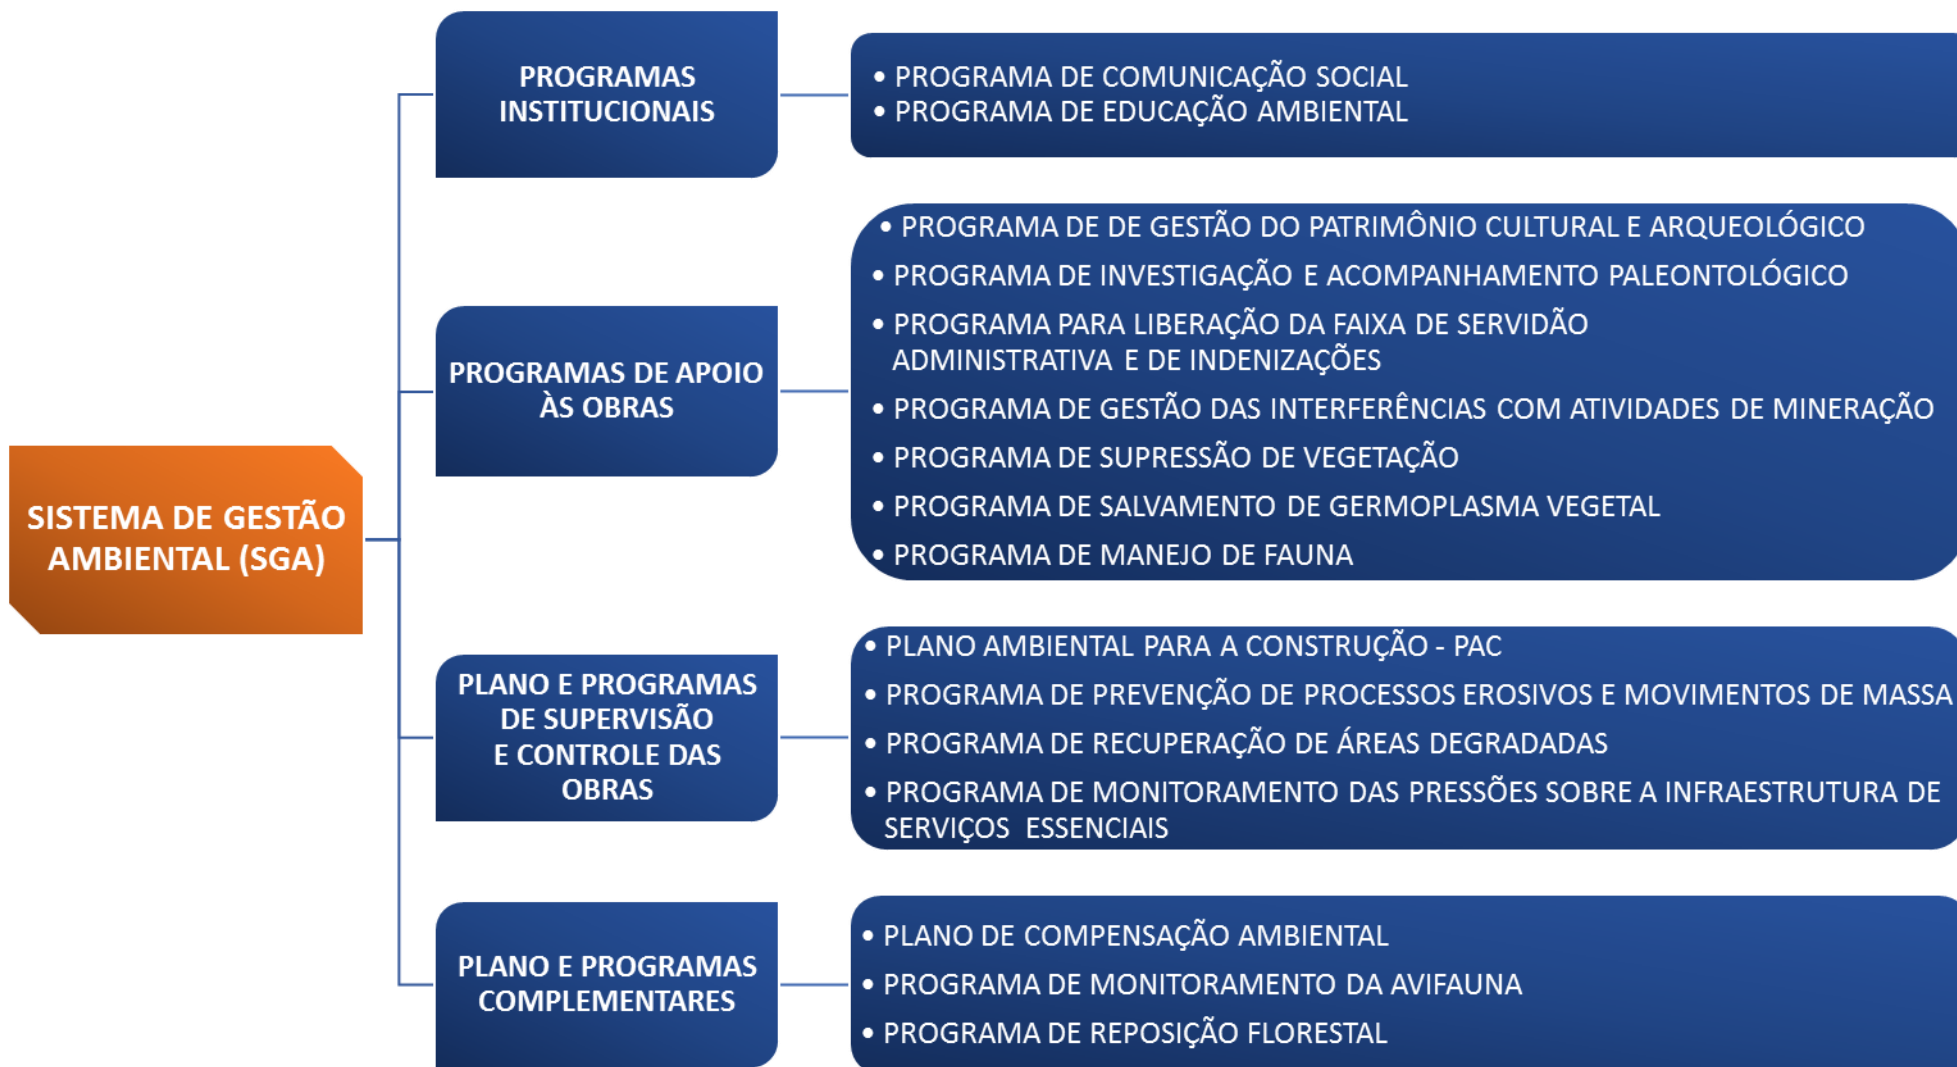 SISTEMA DE GESTÃO
AMBIENTAL (SGA)
PROGRAMAS
INSTITUCIONAIS
• PROGRAMA DE COMUNICAÇÃO SOCIAL
• PROGRAMA DE EDUCAÇÃO AMBIENTAL
PROGRAMAS DE APOIO
ÀS OBRAS
• PROGRAMA DE DE GESTÃO DO PATRIMÔNIO CULTURAL E ARQUEOLÓGICO
• PROGRAMA DE INVESTIGAÇÃO E ACOMPANHAMENTO PALEONTOLÓGICO
• PROGRAMA PARA LIBERAÇÃO DA FAIXA DE SERVIDÃO
ADMINISTRATIVA E DE INDENIZAÇÕES
• PROGRAMA DE GESTÃO DAS INTERFERÊNCIAS COM ATIVIDADES DE MINERAÇÃO
• PROGRAMA DE SUPRESSÃO DE VEGETAÇÃO
• PROGRAMA DE SALVAMENTO DE GERMOPLASMA VEGETAL
• PROGRAMA DE MANEJO DE FAUNA
PLANO E PROGRAMAS
DE SUPERVISÃO
E CONTROLE DAS
OBRAS
• PLANO AMBIENTAL PARA A CONSTRUÇÃO - PAC
• PROGRAMA DE PREVENÇÃO DE PROCESSOS EROSIVOS E MOVIMENTOS DE MASSA
• PROGRAMA DE RECUPERAÇÃO DE ÁREAS DEGRADADAS
• PROGRAMA DE MONITORAMENTO DAS PRESSÕES SOBRE A INFRAESTRUTURA DE
SERVIÇOS ESSENCIAIS
PLANO E PROGRAMAS
COMPLEMENTARES
• PLANO DE COMPENSAÇÃO AMBIENTAL
• PROGRAMA DE MONITORAMENTO DA AVIFAUNA
• PROGRAMA DE REPOSIÇÃO FLORESTAL